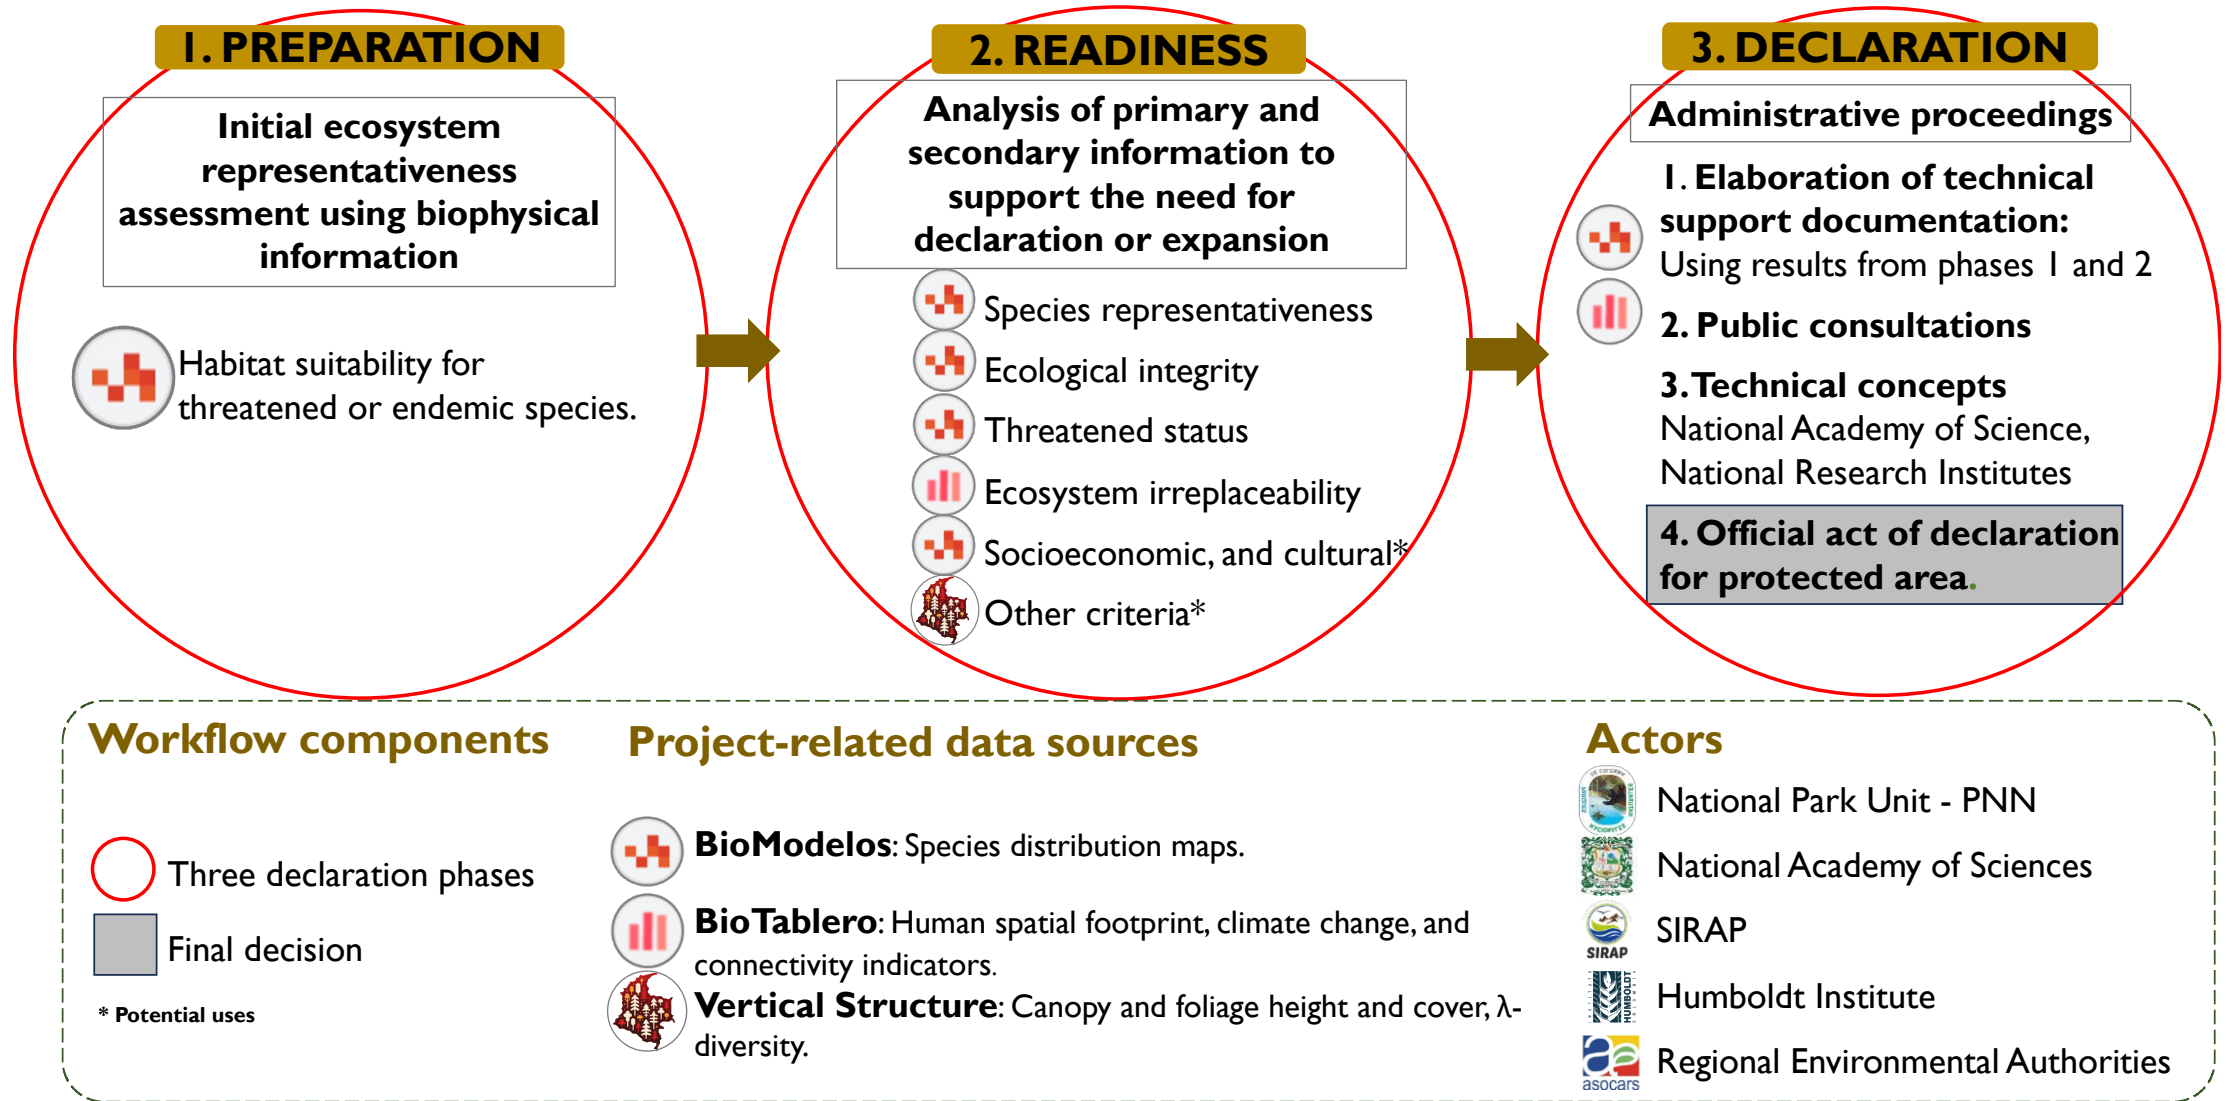 1. PREPARATION
Initial ecosystem
representativeness
assessment using biophysical
information
Habitat suitability for
threatened or endemic species.
2. READINESS
Analysis of primary and
secondary information to
support the need for
declaration or expansion
Species representativeness
Ecological integrity
Threatened status
Ecosystem irreplaceability
Socioeconomic, and cultural*
Other criteria*
3. DECLARATION
Administrative proceedings
1. Elaboration of technical
support documentation:
Using results from phases 1 and 2
2. Public consultations
3. Technical concepts
National Academy of Science,
National Research Institutes
4. Official act of declaration
for protected area.
Workflow components
Three declaration phases
Final decision
* Potential uses
Project-related data sources
BioModelos: Species distribution maps.
BioTablero: Human spatial footprint, climate change, and
connectivity indicators.
Vertical Structure: Canopy and foliage height and cover, λ-
diversity.
Actors
National Park Unit - PNN
National Academy of Sciences
SIRAP
SIRAP
HUMBOLDT
Humboldt Institute
asocars
Regional Environmental Authorities